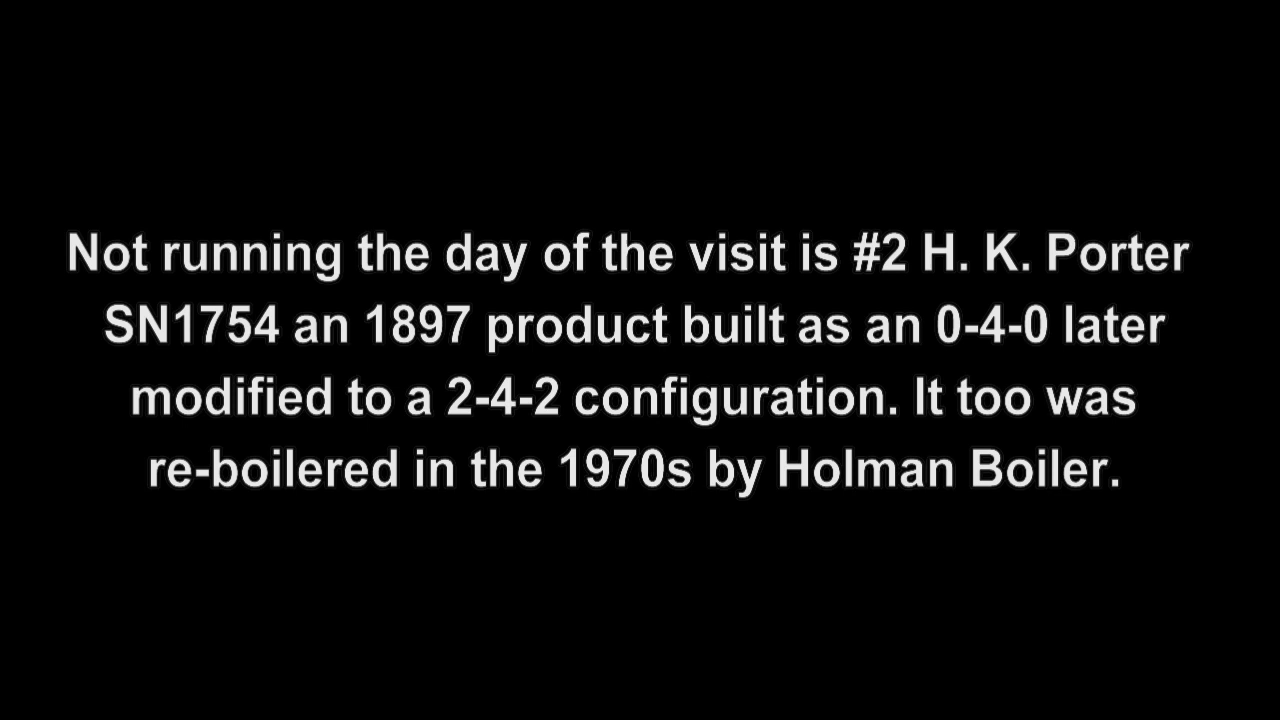 Not running the day of the visit is #2 H. K. Porter
SN1754 an 1897 product built as an 0-4-0 later
modified to a 2-4-2 configuration. It too was
re-boilered in the 1970s by Holman Boiler.